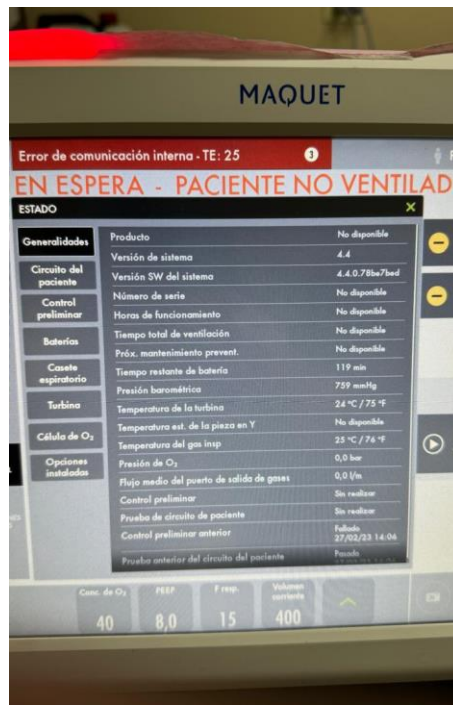 MAQUET
Error de comunicación interna - TE: 25
3
EN ESPERA - PACIENTE NO VENTILAD
ESTADO
Generalidades
Circuito del
paciente
Control
preliminar
Baterías
Casete
espiratorio
Turbina
Célula de O₂
Opciones
instaladas
Producto No disponible
Versión de sistema 4.4
Versión SW del sistema 4.4.0.78be7bed
Número de serie No disponible
Horas de funcionamiento No disponible
Tiempo total de ventilación No disponible
Próx. mantenimiento prevent. No disponible
Tiempo restante de batería 119 min
Presión barométrica 759 mmHg
Temperatura de la turbina 24 °C / 75 °F
Temperatura est. de la pieza en Y No disponible
Temperatura del gas insp 25 °C / 76 °F
Presión de O₂ 0,0 bar
Flujo medio del puerto de salida de gases 0,0 l/m
Control preliminar Sin realizar
Prueba de circuito de paciente Sin realizar
Control preliminar anterior Fallado
27/02/23 14:06
Prueba anterior del circuito del paciente Pasado
Conc. de O₂ PEEP F resp. Volumen
corriente
40 8,0 15 400